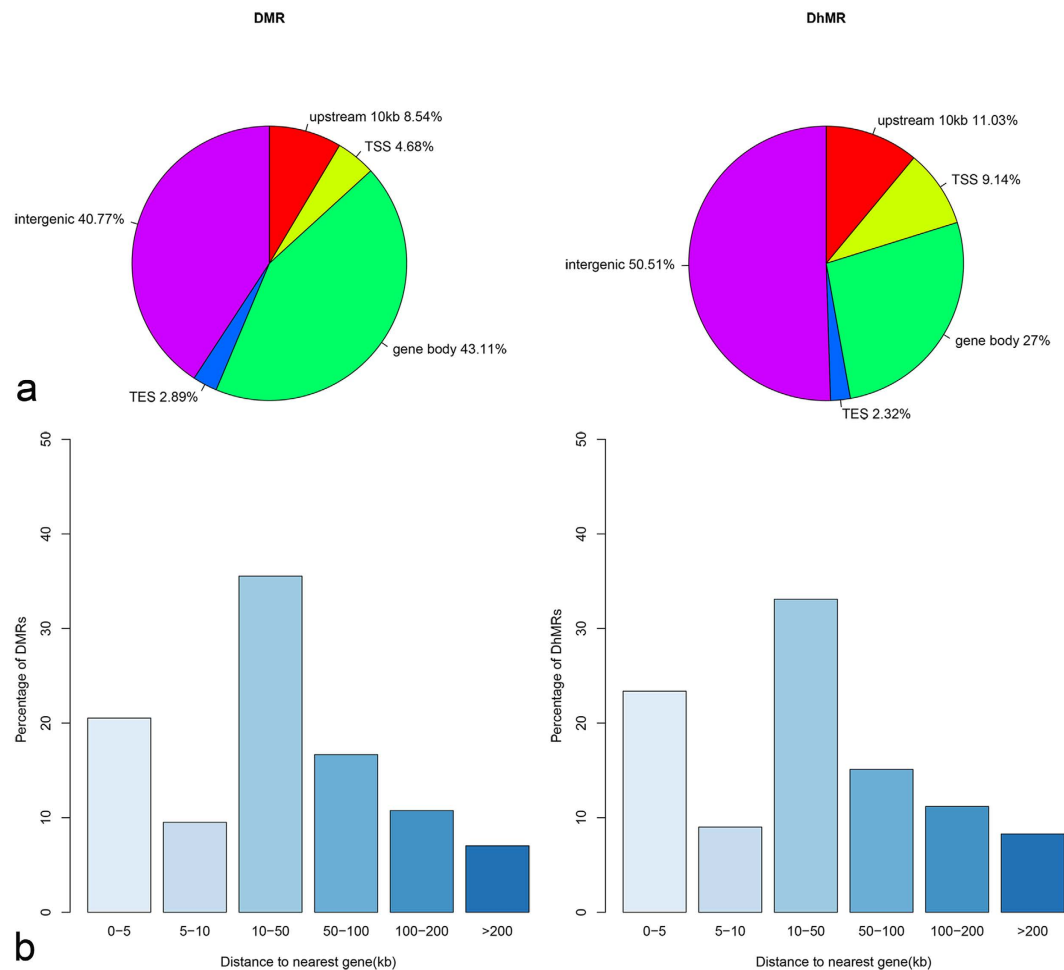 DMR
upstream 10kb 8.54%
TSS 4.68%
intergenic 40.77%
gene body 43.11%
TES 2.89%
DhMR
upstream 10kb 11.03%
TSS 9.14%
intergenic 50.51%
gene body 27%
TES 2.32%
a
Percentage of DMRs
50
40
30
20
10
0
0−5
5−10
10−50
50−100
100−200
>200
Distance to nearest gene(kb)
Percentage of DhMRs
50
40
30
20
10
0
0−5
5−10
10−50
50−100
100−200
>200
Distance to nearest gene(kb)
b